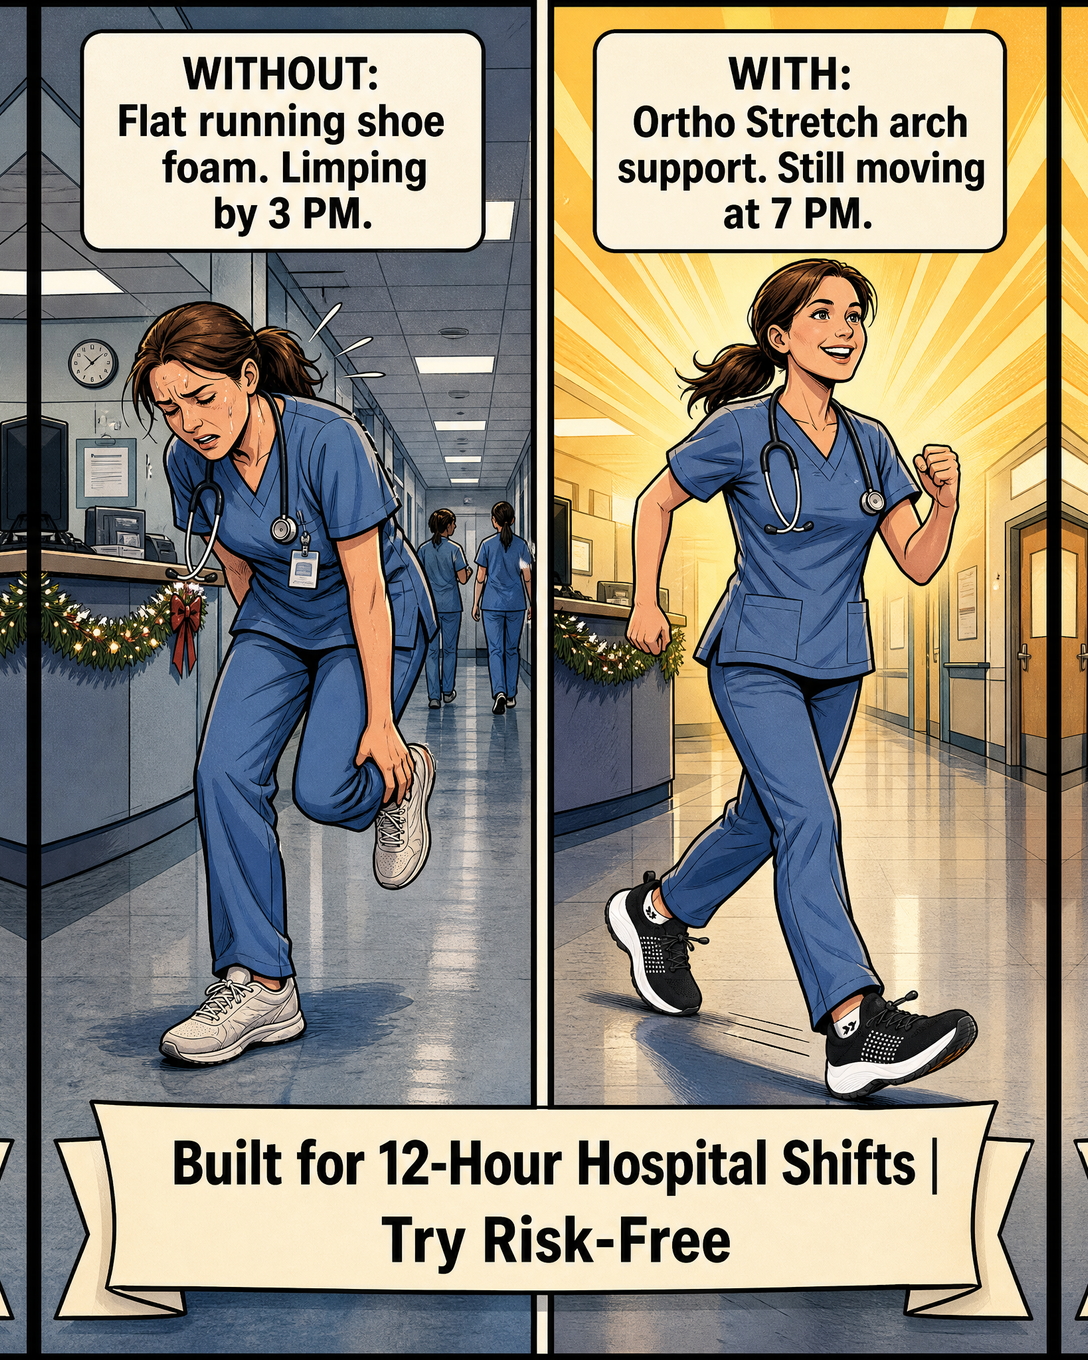 WITHOUT:
Flat running shoe
foam. Limping
by 3 PM.
WITH:
Ortho Stretch arch
support. Still moving
at 7 PM.
Built for 12-Hour Hospital Shifts |
Try Risk-Free